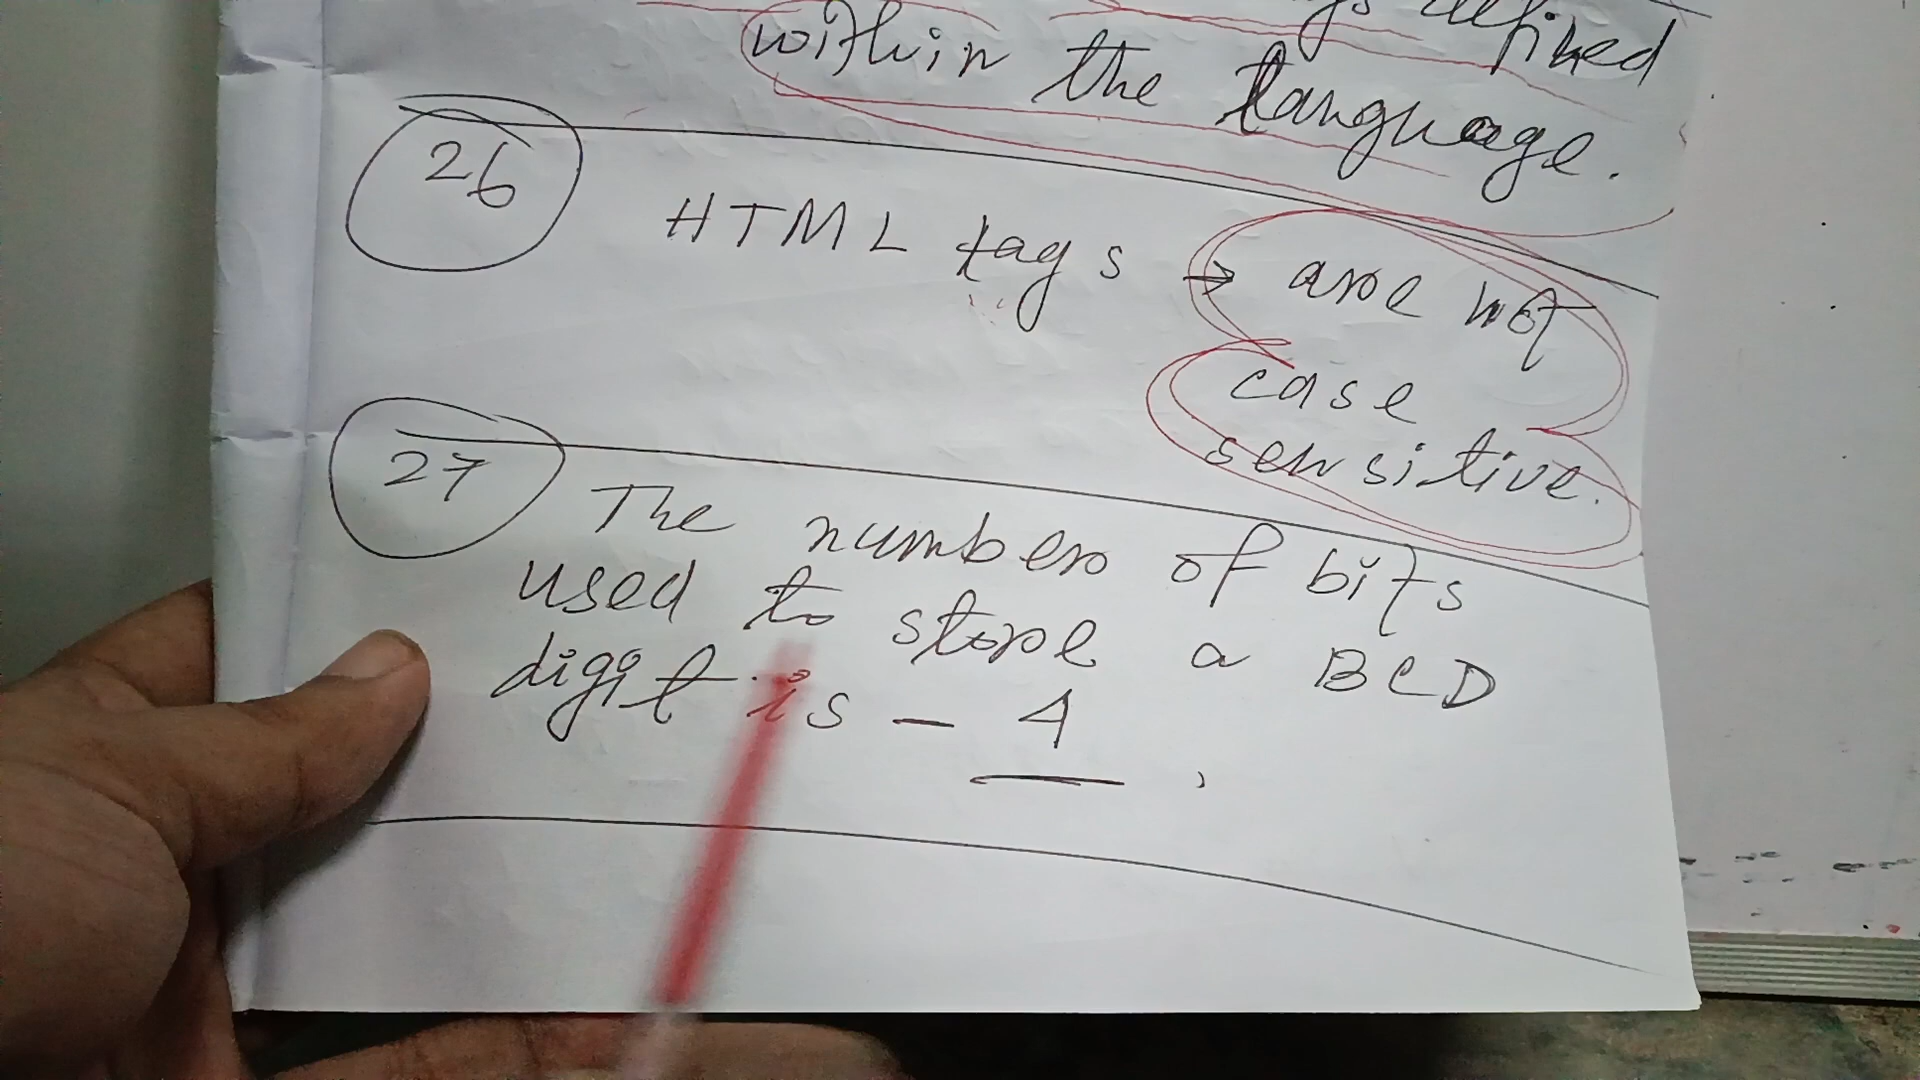 defined
within the language.
26
HTML tags → are not
case
sensitive.
27
The number of bits
used to store a BCD
digit is - 4.